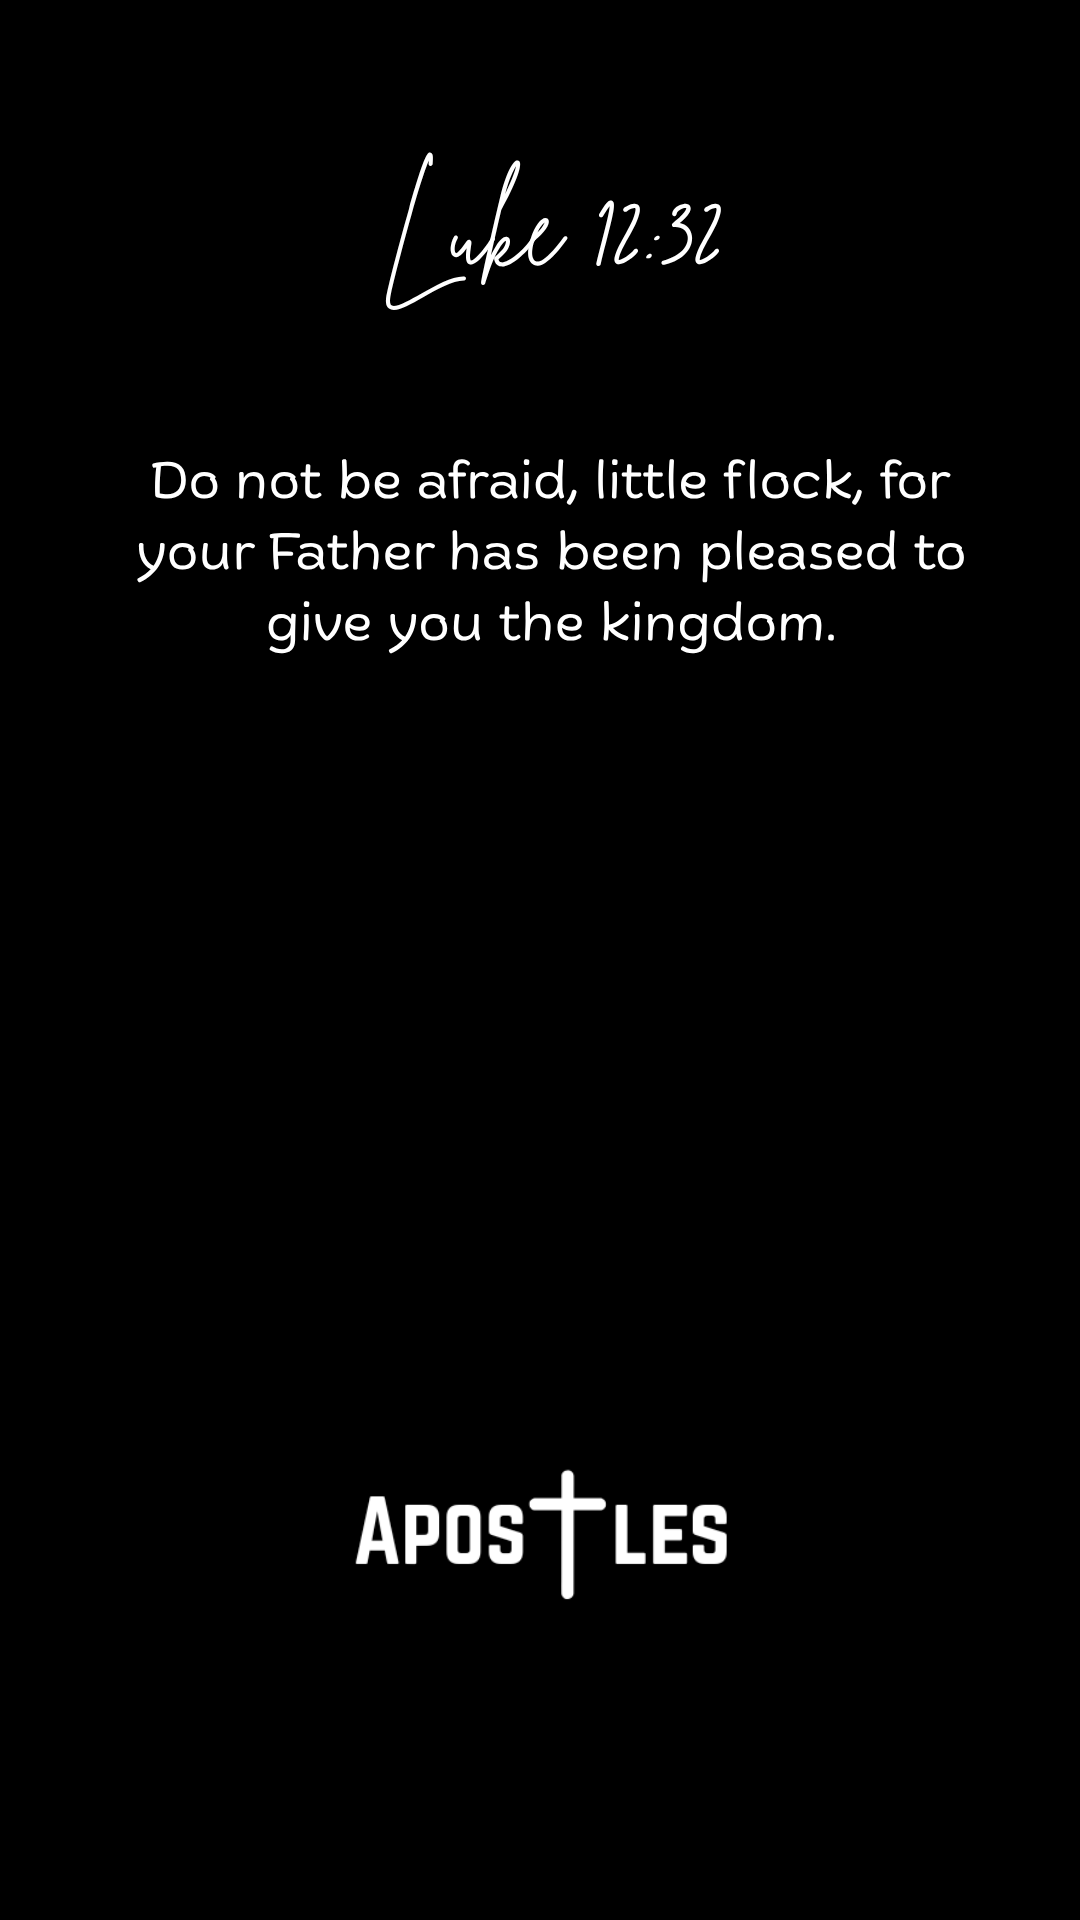 Luke 12:32
Do not be afraid, little flock, for
your Father has been pleased to
give you the kingdom.
APOSTLES